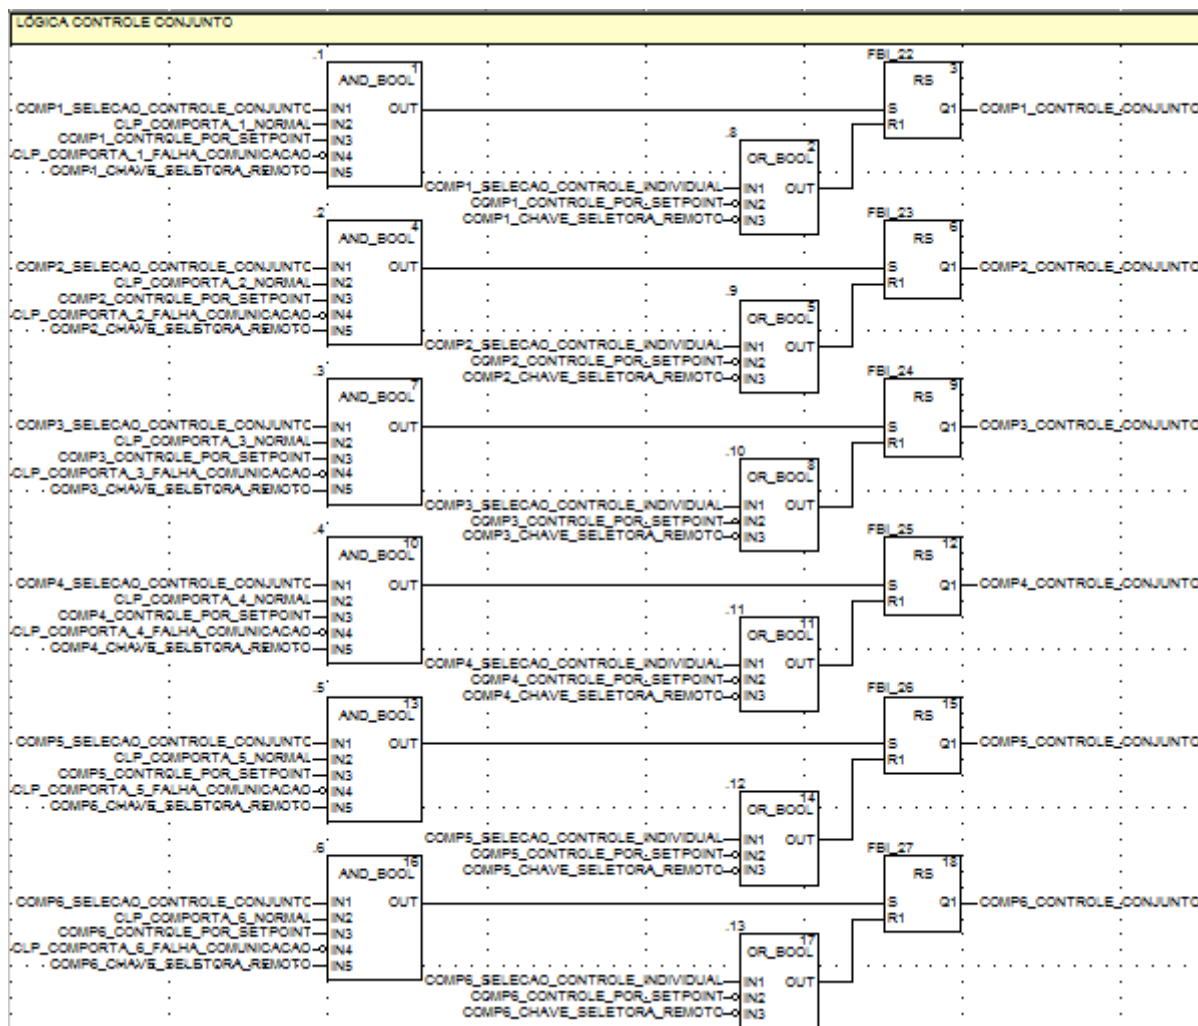 LÓGICA CONTROLE CONJUNTO
.1 FBI_22
1 3
AND_BOOL RS
COMP1_SELECAO_CONTROLE_CONJUNTO IN1 OUT S Q1 COMP1_CONTROLE_CONJUNTO
CLP_COMPORTA_1_NORMAL IN2 R1
COMP1_CONTROLE_POR_SETPOINT IN3 .8 2
CLP_COMPORTA_1_FALHA_COMUNICACAO IN4 OR_BOOL
COMP1_CHAVE_SELETORA_REMOTO IN5
COMP1_SELECAO_CONTROLE_INDIVIDUAL IN1 OUT
COMP1_CONTROLE_POR_SETPOINT IN2
COMP1_CHAVE_SELETORA_REMOTO IN3
.2 FBI_23
4 6
AND_BOOL RS
COMP2_SELECAO_CONTROLE_CONJUNTO IN1 OUT S Q1 COMP2_CONTROLE_CONJUNTO
CLP_COMPORTA_2_NORMAL IN2 R1
COMP2_CONTROLE_POR_SETPOINT IN3 .9 5
CLP_COMPORTA_2_FALHA_COMUNICACAO IN4 OR_BOOL
COMP2_CHAVE_SELETORA_REMOTO IN5
COMP2_SELECAO_CONTROLE_INDIVIDUAL IN1 OUT
COMP2_CONTROLE_POR_SETPOINT IN2
COMP2_CHAVE_SELETORA_REMOTO IN3
.3 FBI_24
7 9
AND_BOOL RS
COMP3_SELECAO_CONTROLE_CONJUNTO IN1 OUT S Q1 COMP3_CONTROLE_CONJUNTO
CLP_COMPORTA_3_NORMAL IN2 R1
COMP3_CONTROLE_POR_SETPOINT IN3 .10 8
CLP_COMPORTA_3_FALHA_COMUNICACAO IN4 OR_BOOL
COMP3_CHAVE_SELETORA_REMOTO IN5
COMP3_SELECAO_CONTROLE_INDIVIDUAL IN1 OUT
COMP3_CONTROLE_POR_SETPOINT IN2
COMP3_CHAVE_SELETORA_REMOTO IN3
.4 FBI_25
10 12
AND_BOOL RS
COMP4_SELECAO_CONTROLE_CONJUNTO IN1 OUT S Q1 COMP4_CONTROLE_CONJUNTO
CLP_COMPORTA_4_NORMAL IN2 R1
COMP4_CONTROLE_POR_SETPOINT IN3 .11 11
CLP_COMPORTA_4_FALHA_COMUNICACAO IN4 OR_BOOL
COMP4_CHAVE_SELETORA_REMOTO IN5
COMP4_SELECAO_CONTROLE_INDIVIDUAL IN1 OUT
COMP4_CONTROLE_POR_SETPOINT IN2
COMP4_CHAVE_SELETORA_REMOTO IN3
.5 FBI_26
13 15
AND_BOOL RS
COMP5_SELECAO_CONTROLE_CONJUNTO IN1 OUT S Q1 COMP5_CONTROLE_CONJUNTO
CLP_COMPORTA_5_NORMAL IN2 R1
COMP5_CONTROLE_POR_SETPOINT IN3
CLP_COMPORTA_5_FALHA_COMUNICACAO IN4 .12 14
COMP6_CHAVE_SELETORA_REMOTO IN5 OR_BOOL
COMP5_SELECAO_CONTROLE_INDIVIDUAL IN1 OUT
COMP5_CONTROLE_POR_SETPOINT IN2
COMP5_CHAVE_SELETORA_REMOTO IN3
.6 FBI_27
16 18
AND_BOOL RS
COMP6_SELECAO_CONTROLE_CONJUNTO IN1 OUT S Q1 COMP6_CONTROLE_CONJUNTO
CLP_COMPORTA_6_NORMAL IN2 R1
COMP6_CONTROLE_POR_SETPOINT IN3 .13 17
CLP_COMPORTA_6_FALHA_COMUNICACAO IN4 OR_BOOL
COMP6_CHAVE_SELETORA_REMOTO IN5
COMP6_SELECAO_CONTROLE_INDIVIDUAL IN1 OUT
COMP6_CONTROLE_POR_SETPOINT IN2
COMP6_CHAVE_SELETORA_REMOTO IN3